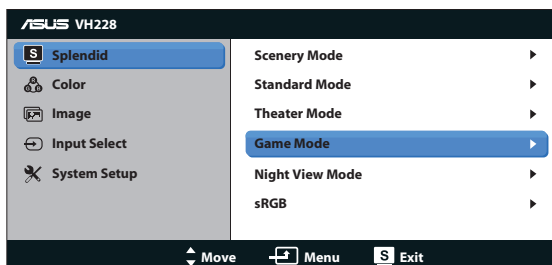 ASUS VH228
S Splendid
Color
Image
Input Select
System Setup
Scenery Mode
Standard Mode
Theater Mode
Game Mode
Night View Mode
sRGB
Move Menu S Exit